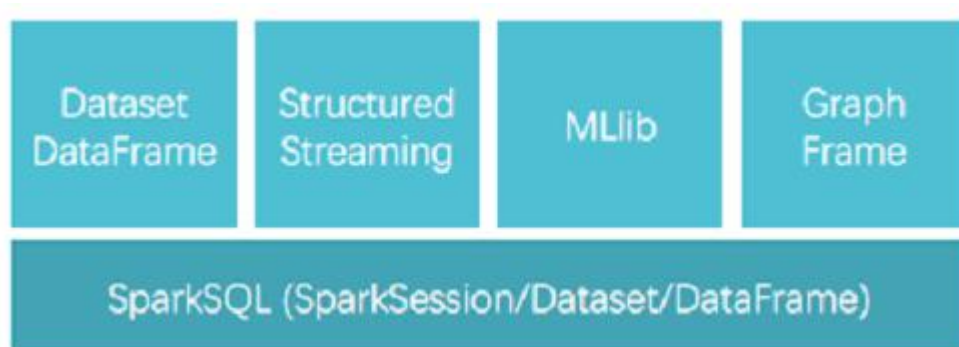 Dataset
DataFrame
Structured
Streaming
MLlib
Graph
Frame
SparkSQL (SparkSession/Dataset/DataFrame)